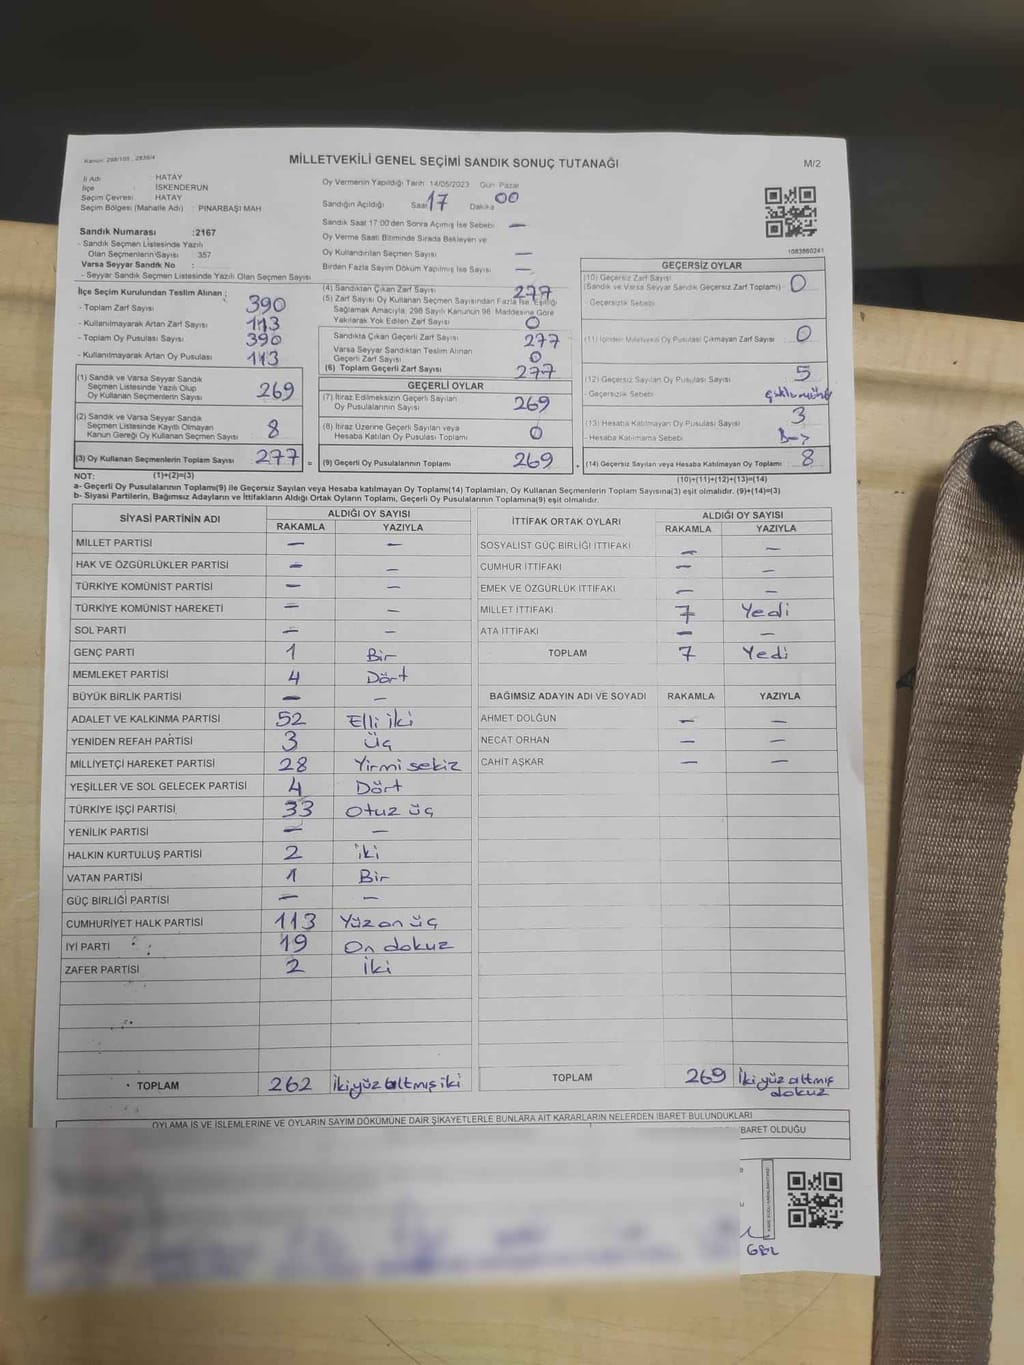 Kanun: 298/105 , 2839/4
MİLLETVEKİLİ GENEL SEÇİMİ SANDIK SONUÇ TUTANAĞI
M/2
İl Adı : HATAY
İlçe : İSKENDERUN
Seçim Çevresi : HATAY
Seçim Bölgesi (Mahalle Adı) : PINARBAŞI MAH
Sandık Numarası :2167
- Sandık Seçmen Listesinde Yazılı
Olan Seçmenlerin Sayısı : 357
Varsa Seyyar Sandık No :
- Seyyar Sandık Seçmen Listesinde Yazılı Olan Seçmen Sayısı
Oy Vermenin Yapıldığı Tarih 14/05/2023 Gün Pazar
Sandığın Açıldığı Saat 17 Dakika 00
Sandık Saat 17:00'den Sonra Açılmış İse Sebebi —
Oy Verme Saati Bitiminde Sırada Bekleyen ve
Oy Kullandırılan Seçmen Sayısı —
Birden Fazla Sayım Döküm Yapılmış İse Sayısı —
1083860241
İlçe Seçim Kurulundan Teslim Alınan :
- Toplam Zarf Sayısı 390
- Kullanılmayarak Artan Zarf Sayısı 113
- Toplam Oy Pusulası Sayısı 390
- Kullanılmayarak Artan Oy Pusulası 113
(4) Sandıktan Çıkan Zarf Sayısı 277
(5) Zarf Sayısı Oy Kullanan Seçmen Sayısından Fazla İse, Eşitliği
Sağlamak Amacıyla, 298 Sayılı Kanunun 98. Maddesine Göre
Yakılarak Yok Edilen Zarf Sayısı 0
Sandıkta Çıkan Geçerli Zarf Sayısı 277
Varsa Seyyar Sandıktan Teslim Alınan
Geçerli Zarf Sayısı 0
(6) Toplam Geçerli Zarf Sayısı 277
GEÇERSİZ OYLAR
(10) Geçersiz Zarf Sayısı
(Sandık ve Varsa Seyyar Sandık Geçersiz Zarf Toplamı) 0
- Geçersizlik Sebebi
(11) İçinden Milletvekili Oy Pusulası Çıkmayan Zarf Sayısı 0
(12) Geçersiz Sayılan Oy Pusulası Sayısı 5
- Geçersizlik Sebebi
(13) Hesaba Katılmayan Oy Pusulası Sayısı 3
- Hesaba Katılmama Sebebi
(14) Geçersiz Sayılan veya Hesaba Katılmayan Oy Toplamı 8
(1) Sandık ve Varsa Seyyar Sandık
Seçmen Listesinde Yazılı Olup
Oy Kullanan Seçmenlerin Sayısı 269
(2) Sandık ve Varsa Seyyar Sandık
Seçmen Listesinde Kayıtlı Olmayan
Kanun Gereği Oy Kullanan Seçmen Sayısı 8
(3) Oy Kullanan Seçmenlerin Toplam Sayısı 277 =
GEÇERLİ OYLAR
(7) İtiraz Edilmeksizin Geçerli Sayılan
Oy Pusulalarının Sayısı 269
(8) İtiraz Üzerine Geçerli Sayılan veya
Hesaba Katılan Oy Pusulası Toplamı 0
(9) Geçerli Oy Pusulalarının Toplamı 269 +
NOT: (1)+(2)=(3)
(10)+(11)+(12)+(13)=(14)
a- Geçerli Oy Pusulalarının Toplamı(9) ile Geçersiz Sayılan veya Hesaba Katılmayan Oy Toplamı(14) Toplamları, Oy Kullanan Seçmenlerin Toplam Sayısına(3) eşit olmalıdır. (9)+(14)=(3)
b- Siyasi Partilerin, Bağımsız Adayların ve İttifakların Aldığı Ortak Oyların Toplamı, Geçerli Oy Pusulalarının Toplamına(9) eşit olmalıdır.
SİYASİ PARTİNİN ADI ALDIĞI OY SAYISI
RAKAMLA YAZIYLA
MİLLET PARTİSİ — —
HAK VE ÖZGÜRLÜKLER PARTİSİ — —
TÜRKİYE KOMÜNİST PARTİSİ — —
TÜRKİYE KOMÜNİST HAREKETİ — —
SOL PARTİ — —
GENÇ PARTİ 1 Bir
MEMLEKET PARTİSİ 4 Dört
BÜYÜK BİRLİK PARTİSİ — —
ADALET VE KALKINMA PARTİSİ 52 Elli iki
YENİDEN REFAH PARTİSİ 3 üç
MİLLİYETÇİ HAREKET PARTİSİ 28 Yirmi sekiz
YEŞİLLER VE SOL GELECEK PARTİSİ 4 Dört
TÜRKİYE İŞÇİ PARTİSİ 33 Otuz üç
YENİLİK PARTİSİ — —
HALKIN KURTULUŞ PARTİSİ 2 iki
VATAN PARTİSİ 1 Bir
GÜÇ BİRLİĞİ PARTİSİ — —
CUMHURİYET HALK PARTİSİ 113 Yüz on üç
İYİ PARTİ 19 On dokuz
ZAFER PARTİSİ 2 İki
TOPLAM 262 İkiyüz altmış iki
İTTİFAK ORTAK OYLARI ALDIĞI OY SAYISI
RAKAMLA YAZIYLA
SOSYALİST GÜÇ BİRLİĞİ İTTİFAKI — —
CUMHUR İTTİFAKI — —
EMEK VE ÖZGÜRLÜK İTTİFAKI — —
MİLLET İTTİFAKI 7 Yedi
ATA İTTİFAKI — —
TOPLAM 7 Yedi
BAĞIMSIZ ADAYIN ADI VE SOYADI RAKAMLA YAZIYLA
AHMET DOLĞUN — —
NECAT ORHAN — —
CAHİT AŞKAR — —
TOPLAM 269 İkiyüz altmış
dokuz
OYLAMA İŞ VE İŞLEMLERİNE VE OYLARIN SAYIM DÖKÜMÜNE DAİR ŞİKAYETLERLE BUNLARA AİT KARARLARIN NELERDEN İBARET BULUNDUKLARI
İBARET OLDUĞU